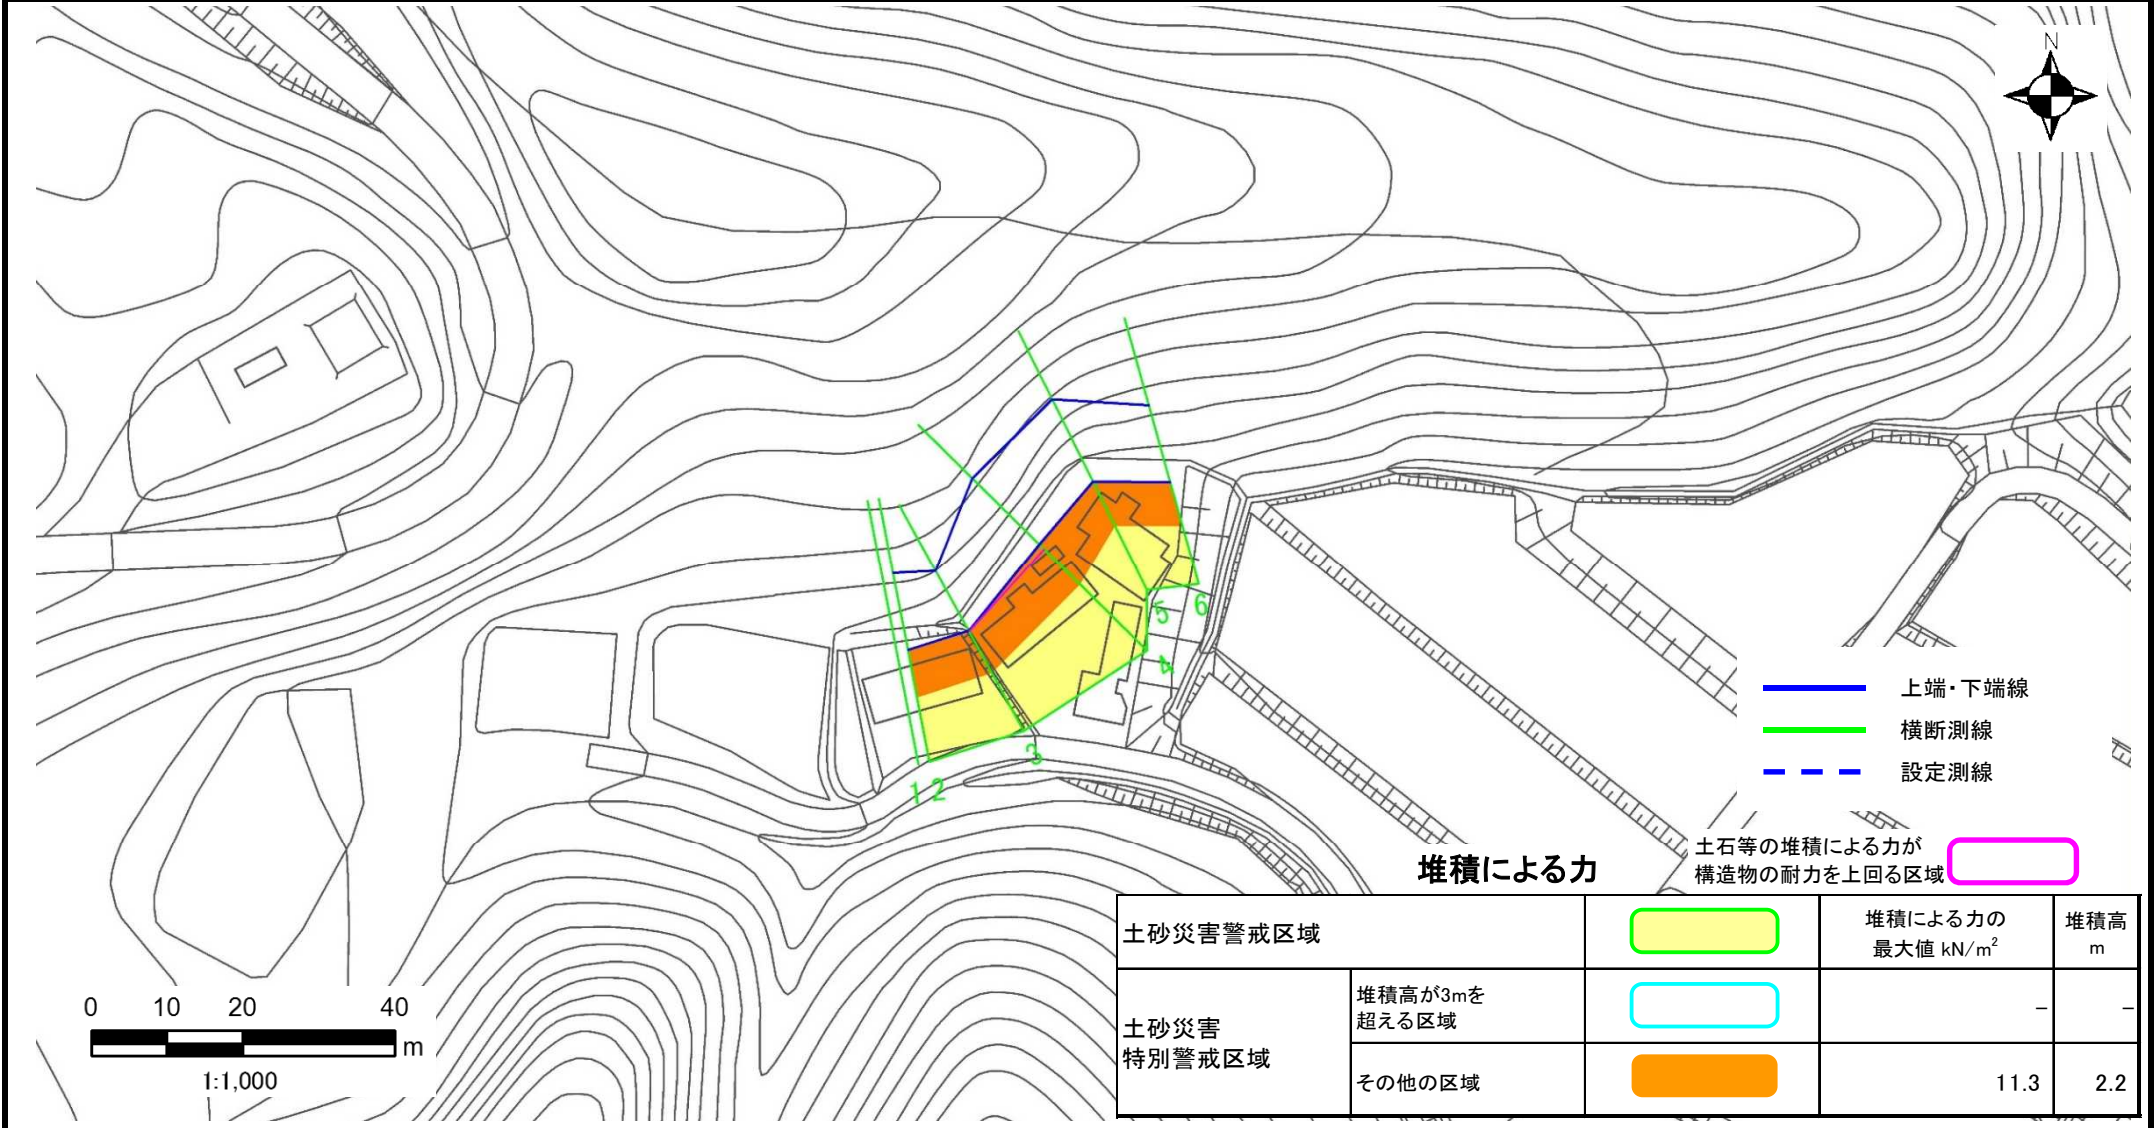 N
1
2
3
4
5
6
上端・下端線
横断測線
設定測線
土石等の堆積による力が
構造物の耐力を上回る区域
堆積による力
土砂災害警戒区域
堆積による力の
最大値 kN/m²
堆積高
m
土砂災害
特別警戒区域
堆積高が3mを
超える区域
－
－
その他の区域
11.3
2.2
0 10 20 40
m
1:1,000